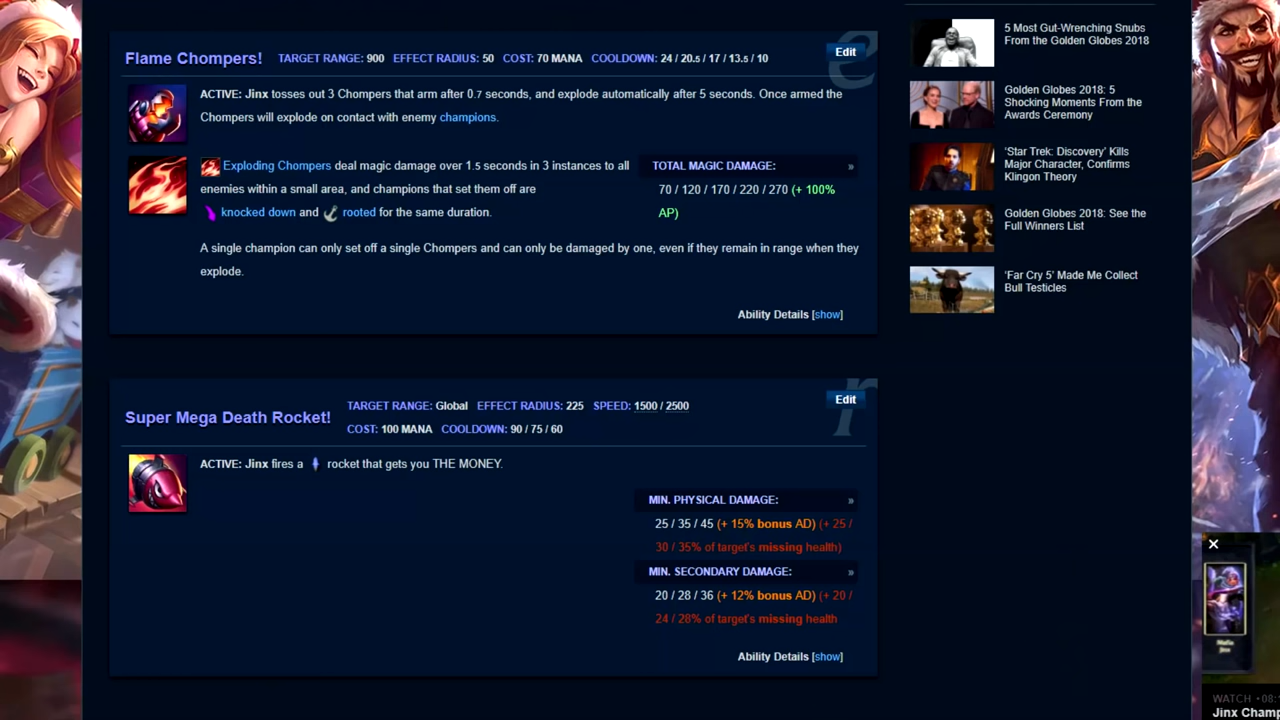 Flame Chompers! TARGET RANGE: 900 EFFECT RADIUS: 50 COST: 70 MANA COOLDOWN: 24 / 20.5 / 17 / 13.5 / 10
Edit
e
ACTIVE: Jinx tosses out 3 Chompers that arm after 0.7 seconds, and explode automatically after 5 seconds. Once armed the
Chompers will explode on contact with enemy champions.
Exploding Chompers deal magic damage over 1.5 seconds in 3 instances to all
enemies within a small area, and champions that set them off are
knocked down and rooted for the same duration.
TOTAL MAGIC DAMAGE: »
70 / 120 / 170 / 220 / 270 (+ 100%
AP)
A single champion can only set off a single Chompers and can only be damaged by one, even if they remain in range when they
explode.
Ability Details [show]
Super Mega Death Rocket!
TARGET RANGE: Global EFFECT RADIUS: 225 SPEED: 1500 / 2500
COST: 100 MANA COOLDOWN: 90 / 75 / 60
Edit
r
ACTIVE: Jinx fires a rocket that gets you THE MONEY.
MIN. PHYSICAL DAMAGE: »
25 / 35 / 45 (+ 15% bonus AD) (+ 25 /
30 / 35% of target's missing health)
MIN. SECONDARY DAMAGE: »
20 / 28 / 36 (+ 12% bonus AD) (+ 20 /
24 / 28% of target's missing health
Ability Details [show]
5 Most Gut-Wrenching Snubs
From the Golden Globes 2018
Golden Globes 2018: 5
Shocking Moments From the
Awards Ceremony
'Star Trek: Discovery' Kills
Major Character, Confirms
Klingon Theory
Golden Globes 2018: See the
Full Winners List
'Far Cry 5' Made Me Collect
Bull Testicles
Mafia
Jinx
WATCH • 08:
Jinx Champ